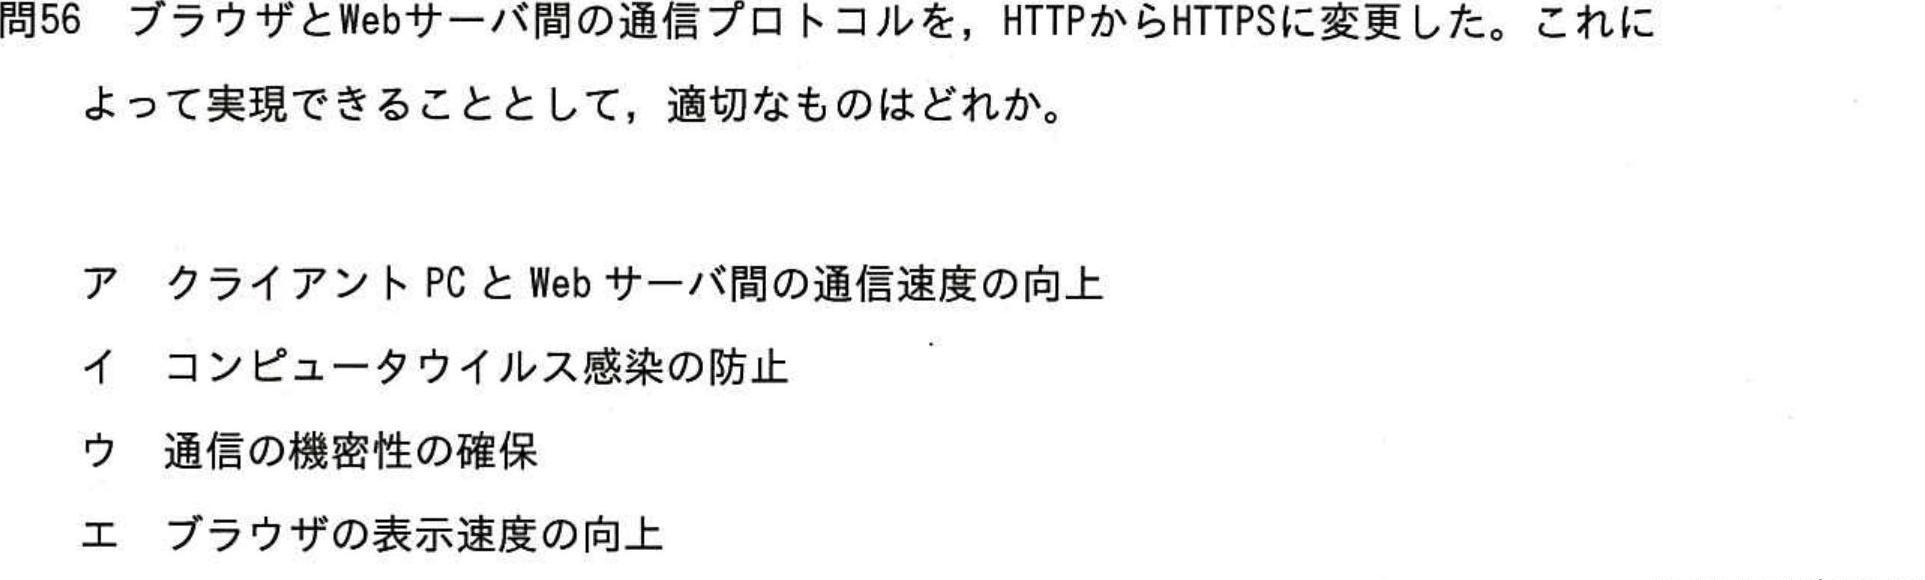 問56　ブラウザとWebサーバ間の通信プロトコルを，HTTPからHTTPSに変更した。これに
よって実現できることとして，適切なものはどれか。
ア　クライアント PC と Web サーバ間の通信速度の向上
イ　コンピュータウイルス感染の防止
ウ　通信の機密性の確保
エ　ブラウザの表示速度の向上